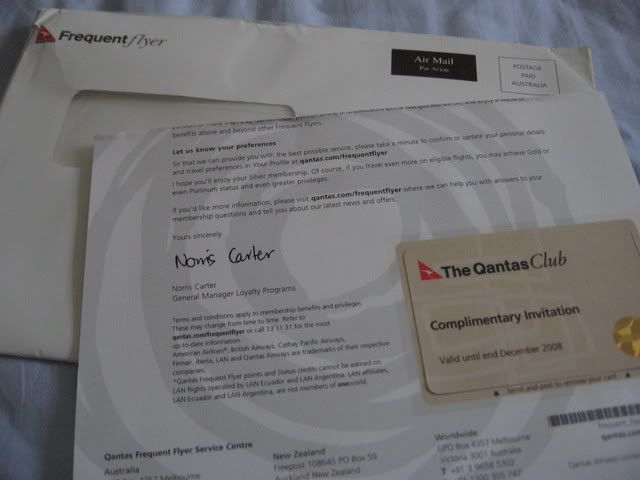 Frequent flyer
Air Mail
Par Avion
POSTAGE
PAID
AUSTRALIA
benefits above and beyond other Frequent Flyers.
Let us know your preferences
So that we can provide you with the best possible service, please take a minute to confirm or update your personal details
and travel preferences in Your Profile at qantas.com/frequentflyer
I hope you'll enjoy your Silver membership. Of course, if you travel even more on eligible flights, you may achieve Gold or
even Platinum status and even greater privileges.
If you'd like more information, please visit qantas.com/frequentflyer where we can help you with answers to your
membership questions and tell you about our latest news and offers.
Yours sincerely
Norris Carter
Norris Carter
General Manager Loyalty Programs
Terms and conditions apply to membership benefits and privileges.
These may change from time to time. Refer to
qantas.com/frequentflyer or call 13 11 31 for the most
up-to-date information.
American Airlines®, British Airways, Cathay Pacific Airways,
Finnair, Iberia, LAN and Qantas Airways are trademarks of their respective
companies.
*Qantas Frequent Flyer points and Status credits cannot be earned on
LAN flights operated by LAN Ecuador and LAN Argentina. LAN affiliates,
LAN Ecuador and LAN Argentina, are not members of oneworld.
The Qantas Club
Complimentary Invitation
Valid until end December 2008
Bend and peel to remove your card
Qantas Frequent Flyer Service Centre
Australia
4357 Melbourne
New Zealand
Freepost 108645 PO Box 59
Auckland New Zealand
Worldwide
GPO Box 4357 Melbourne
Victoria 3001 Australia
T +61 3 9658 5302
305 747
qantas.com
Qantas Airways